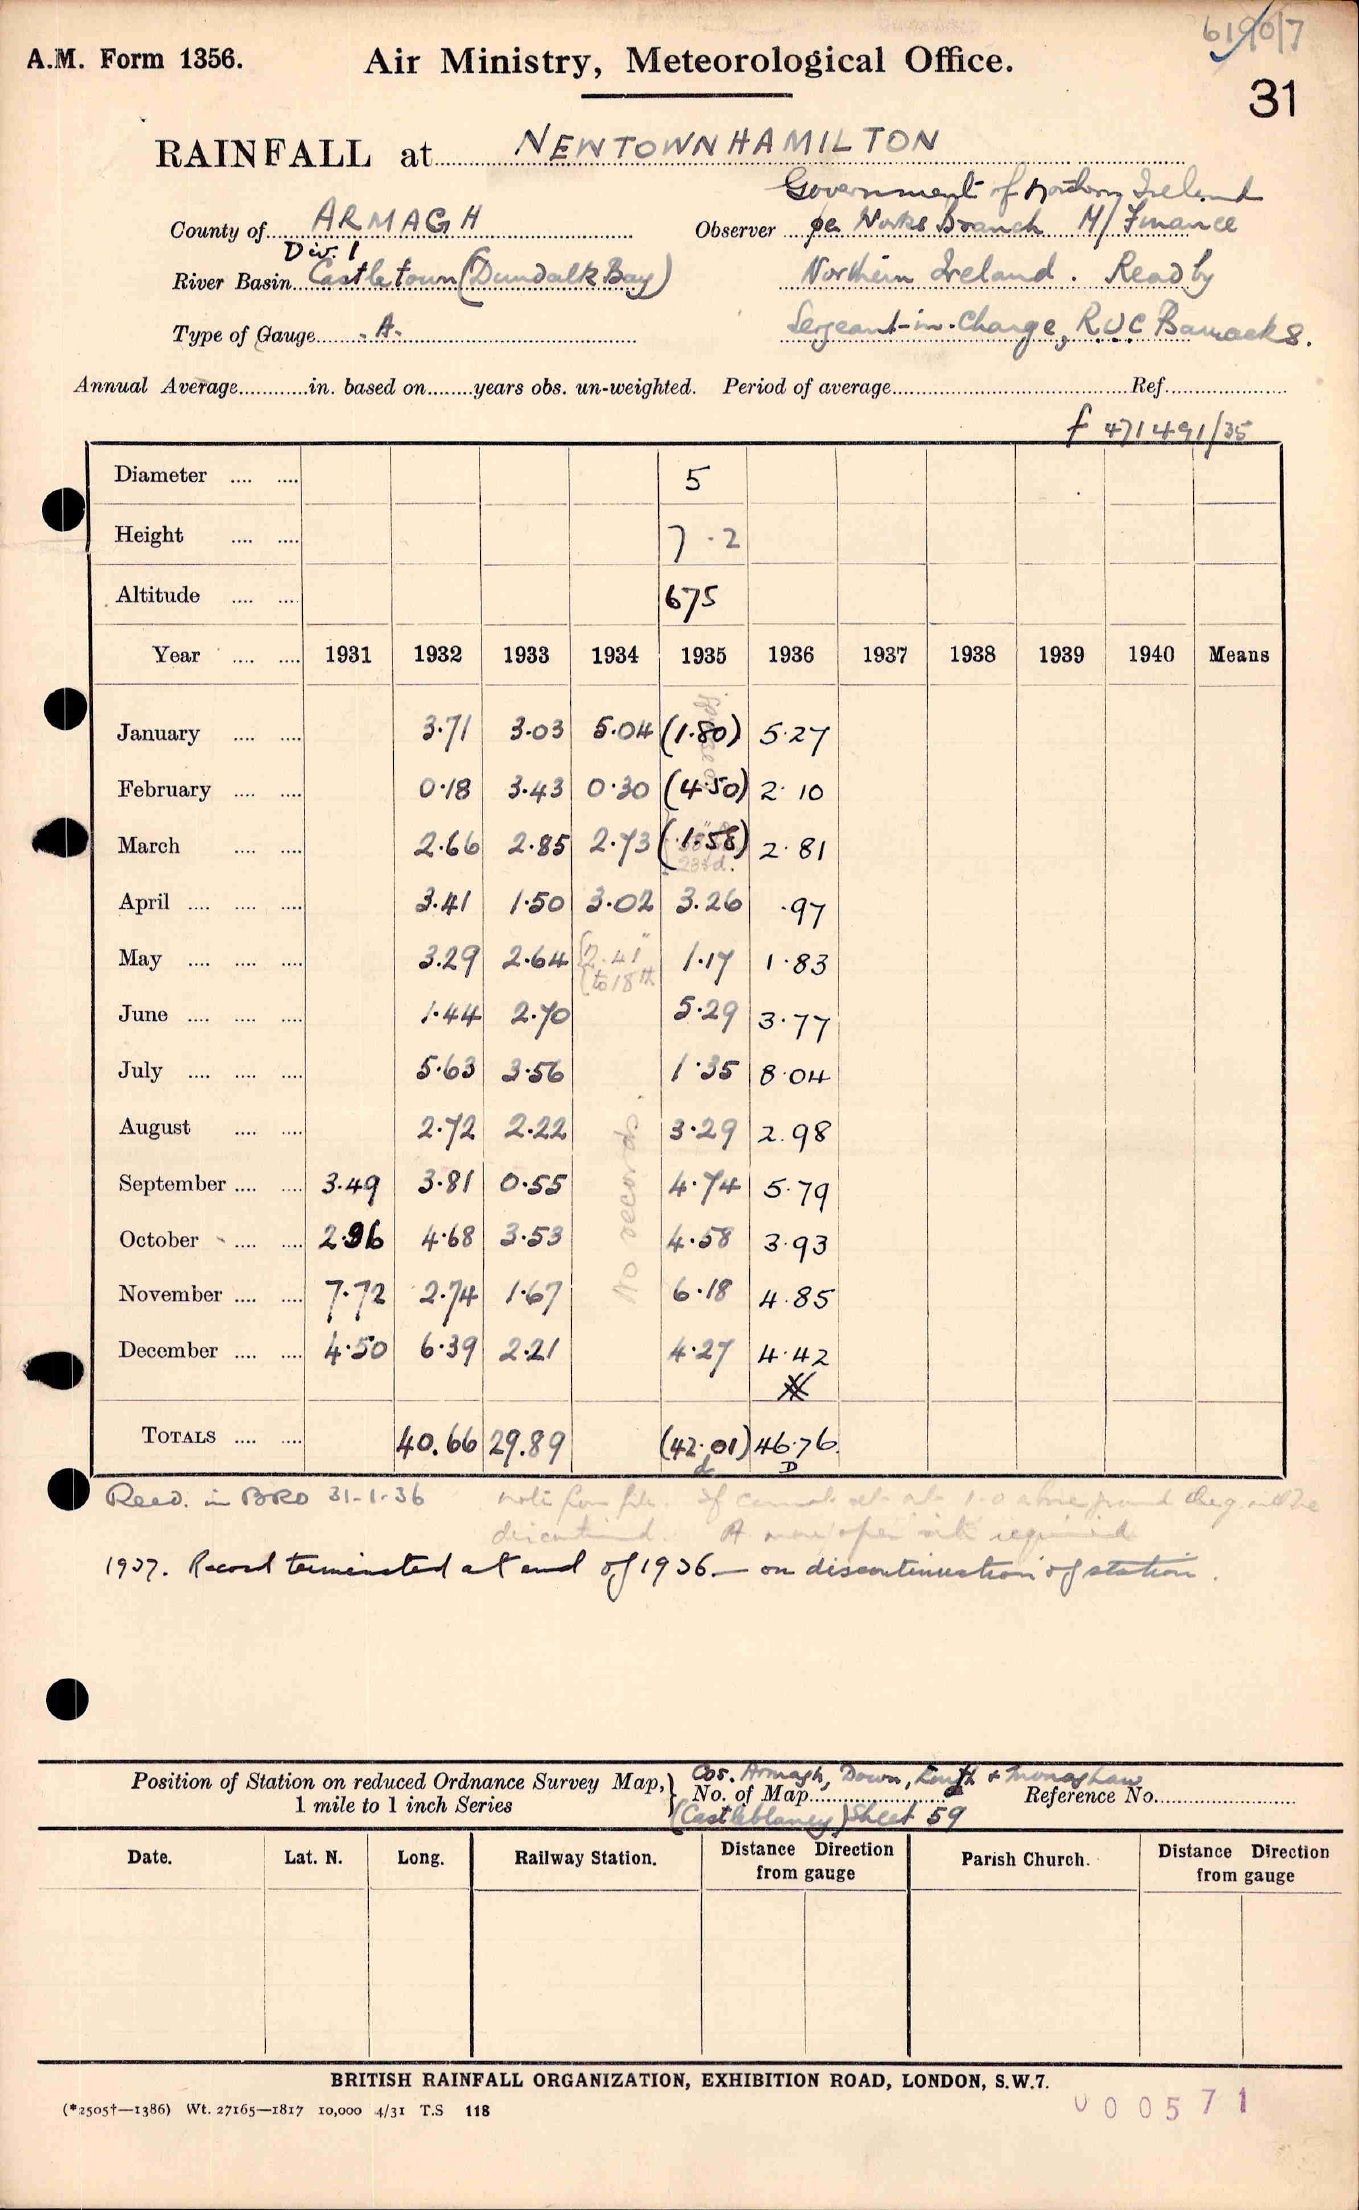 6190/7
A.M. Form 1356. Air Ministry, Meteorological Office.
31
RAINFALL at NEWTOWNHAMILTON
Government of Northern Ireland
County of ARMAGH Observer per Works Branch M/Finance
Div. 1
River Basin Castletown (Dundalk Bay) Northern Ireland. Read by
Type of Gauge A. Sergeant-in-Charge, RUC Barracks.
Annual Average in. based on years obs. un-weighted. Period of average Ref.
f 471491/35
Diameter 5
Height 7 .2
Altitude 675
Year 1931 1932 1933 1934 1935 1936 1937 1938 1939 1940 Means
January 3.71 3.03 5.04 (1.80) 5.27
February 0.18 3.43 0.30 (4.50) 2.10
March 2.66 2.85 2.73 (1.58) 2.81
23rd.
April 3.41 1.50 3.02 3.26 .97
May 3.29 2.64 2.41" 1.17 1.83
to 18th
June 1.44 2.70 5.29 3.77
July 5.63 3.56 1.35 8.04
August 2.72 2.22 3.29 2.98
No records.
September 3.49 3.81 0.55 4.74 5.79
October 2.96 4.68 3.53 4.58 3.93
November 7.72 2.74 1.67 6.18 4.85
December 4.50 6.39 2.21 4.27 4.42
TOTALS 40.66 29.89 (42.01) 46.76
d D
Recd. in BRO 31-1-36 note from file. If cannot set at 1-0 above ground the g. will be
discontinued. A more open site required
1937. Record terminated at end of 1936 — on discontinuation of station.
Position of Station on reduced Ordnance Survey Map, Cos. Armagh, Down, Louth & Monaghan
1 mile to 1 inch Series No. of Map Reference No.
(Castleblaney) Sheet 59
Date. Lat. N. Long. Railway Station. Distance Direction from gauge Parish Church. Distance Direction from gauge
BRITISH RAINFALL ORGANIZATION, EXHIBITION ROAD, LONDON, S.W.7.
(*2505†—1386) Wt. 27165—1817 10,000 4/31 T.S 118
000571